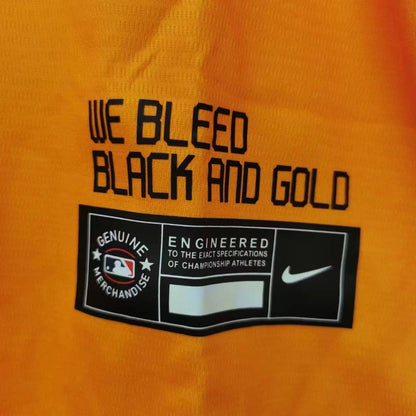 WE BLEED
BLACK AND GOLD
GENUINE
MERCHANDISE
ENGINEERED
TO THE EXACT SPECIFICATIONS
OF CHAMPIONSHIP ATHLETES